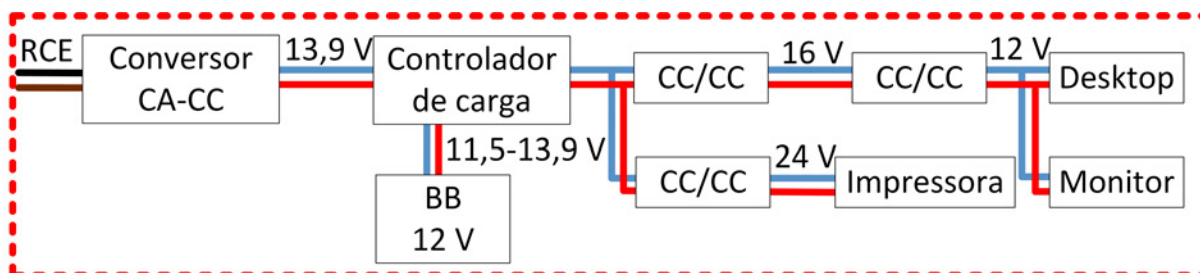 RCE
Conversor
CA-CC
13,9 V
Controlador
de carga
CC/CC
16 V
CC/CC
12 V
Desktop
11,5-13,9 V
BB
12 V
CC/CC
24 V
Impressora
Monitor